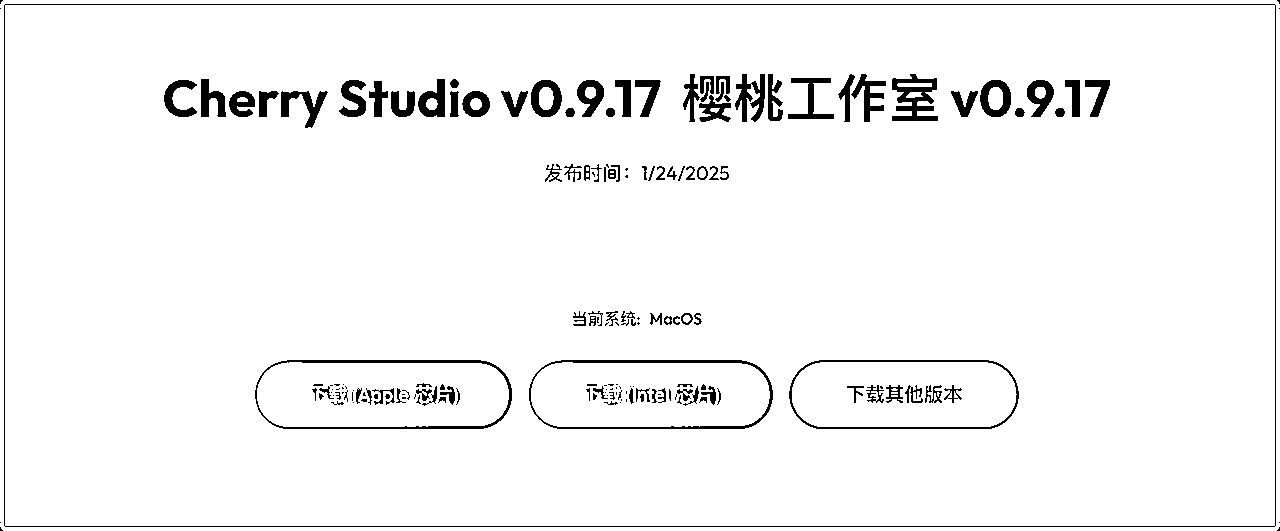 Cherry Studio v0.9.17 樱桃工作室 v0.9.17
发布时间：1/24/2025
当前系统: MacOS
下载(Apple 芯片)
下载(Intel 芯片)
下载其他版本